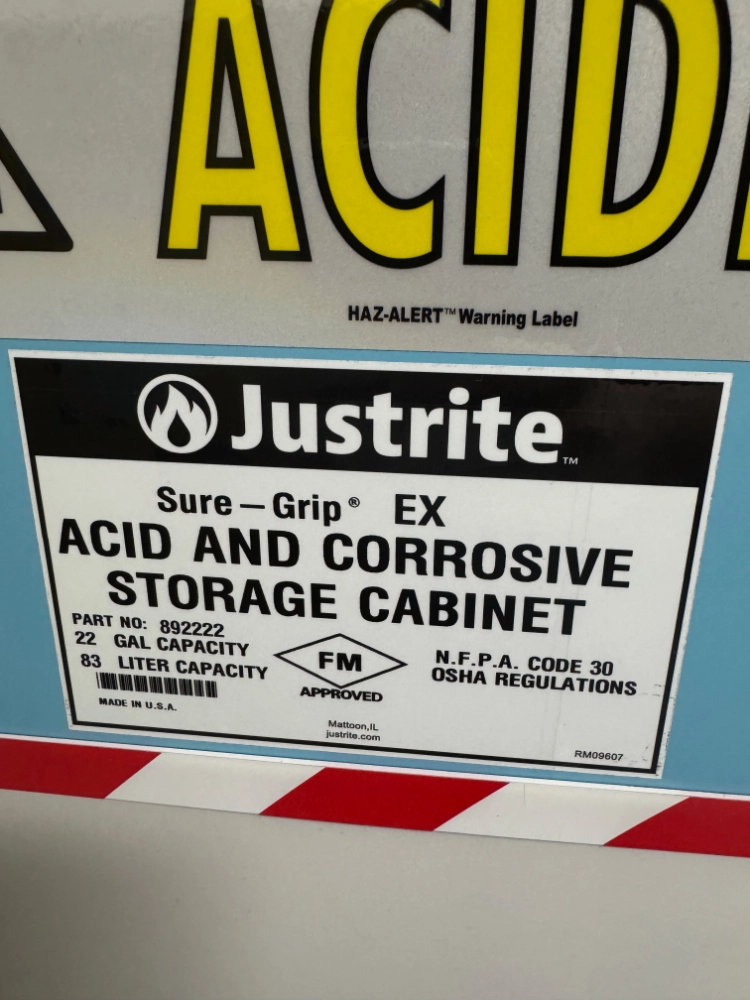 ACID
HAZ-ALERT™ Warning Label
Justrite™
Sure-Grip® EX
ACID AND CORROSIVE
STORAGE CABINET
PART NO: 892222
22 GAL CAPACITY
83 LITER CAPACITY
FM
APPROVED
N.F.P.A. CODE 30
OSHA REGULATIONS
MADE IN U.S.A.
Mattoon,IL
justrite.com
RM09607